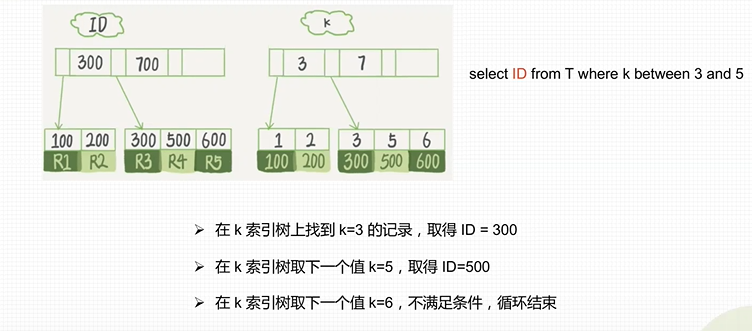 ID
k
300 700
3 7
select ID from T where k between 3 and 5
100 200 300 500 600
R1 R2 R3 R4 R5
1 2 3 5 6
100 200 300 500 600
➢ 在 k 索引树上找到 k=3 的记录，取得 ID = 300
➢ 在 k 索引树取下一个值 k=5，取得 ID=500
➢ 在 k 索引树取下一个值 k=6，不满足条件，循环结束